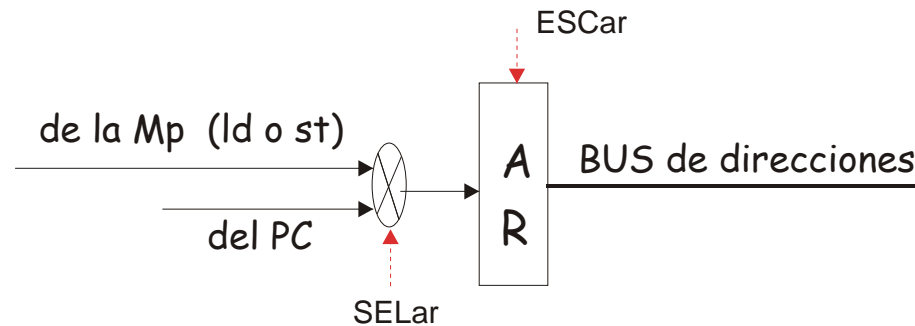 ESCar
de la Mp (ld o st)
A
R
BUS de direcciones
del PC
SELar